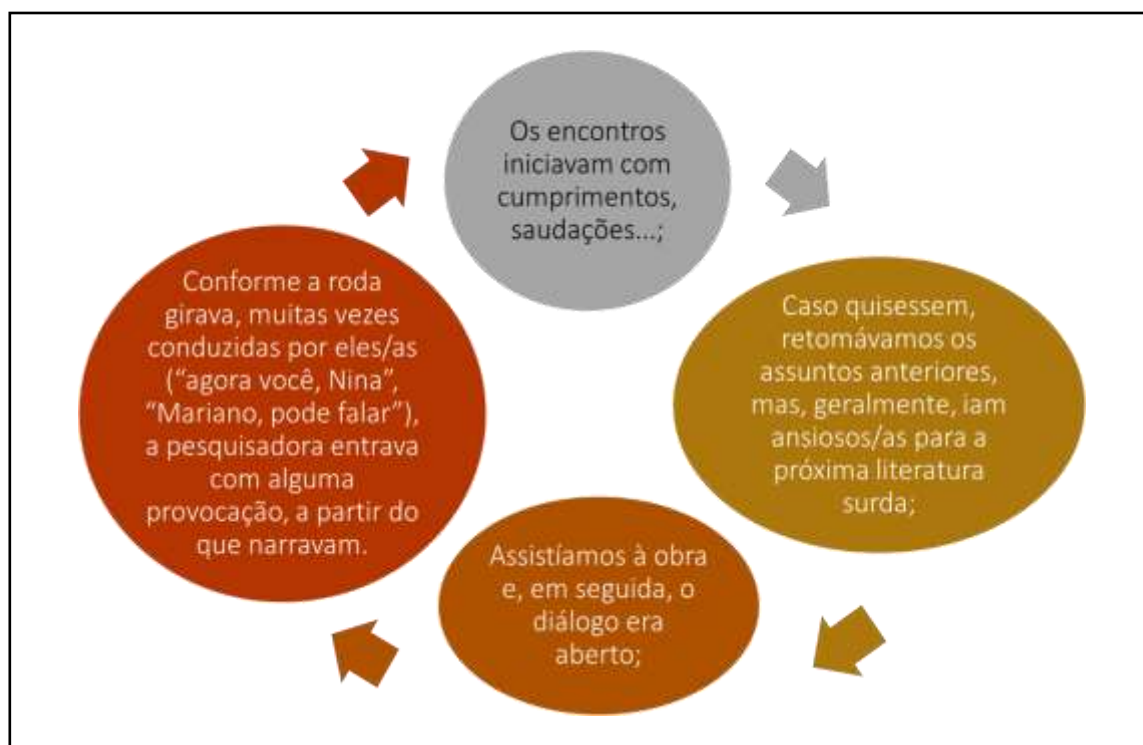 Os encontros
iniciavam com
cumprimentos,
saudações...;
Caso quisessem,
retomávamos os
assuntos anteriores,
mas, geralmente, iam
ansiosos/as para a
próxima literatura
surda;
Assistíamos à obra
e, em seguida, o
diálogo era
aberto;
Conforme a roda
girava, muitas vezes
conduzidas por eles/as
(“agora você, Nina”,
“Mariano, pode falar”),
a pesquisadora entrava
com alguma
provocação, a partir do
que narravam.